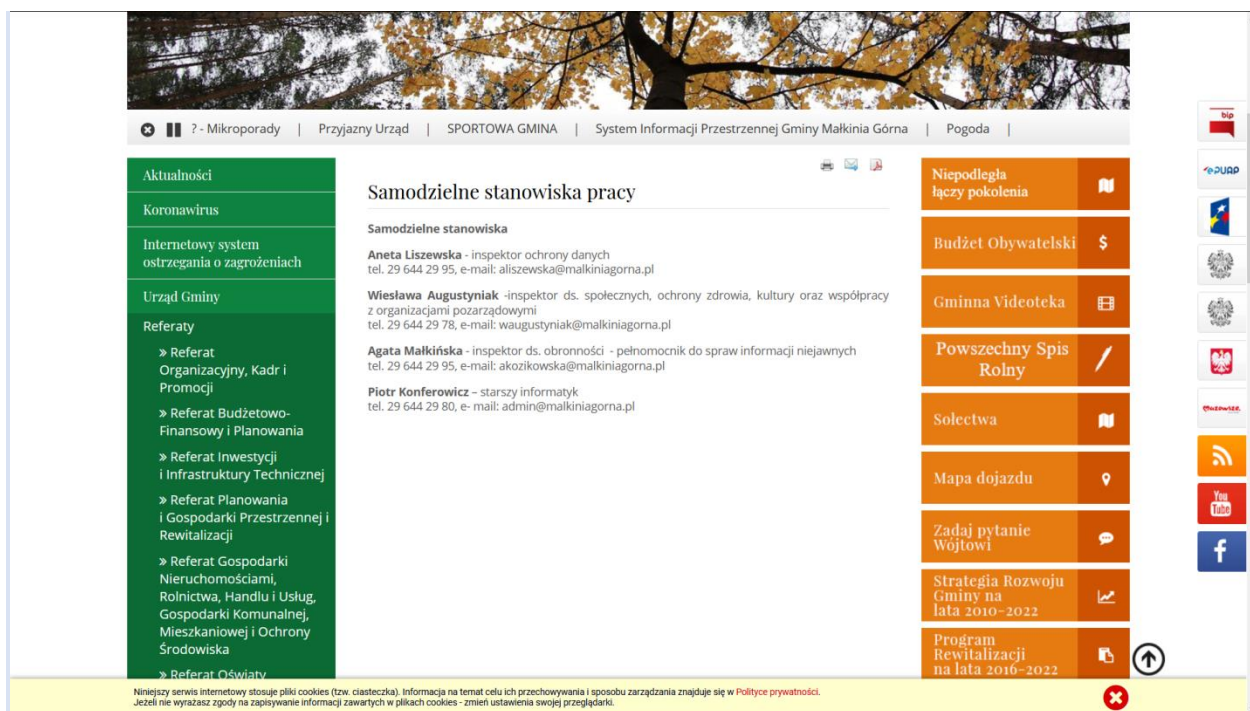 ? - Mikroporady | Przyjazny Urząd | SPORTOWA GMINA | System Informacji Przestrzennej Gminy Małkinia Górna | Pogoda |
Aktualności
Koronawirus
Internetowy system
ostrzegania o zagrożeniach
Urząd Gminy
Referaty
» Referat
Organizacyjny, Kadr i
Promocji
» Referat Budżetowo-
Finansowy i Planowania
» Referat Inwestycji
i Infrastruktury Technicznej
» Referat Planowania
i Gospodarki Przestrzennej i
Rewitalizacji
» Referat Gospodarki
Nieruchomościami,
Rolnictwa, Handlu i Usług,
Gospodarki Komunalnej,
Mieszkaniowej i Ochrony
Środowiska
» Referat Oświaty
Samodzielne stanowiska pracy
Samodzielne stanowiska
Aneta Liszewska - inspektor ochrony danych
tel. 29 644 29 95, e-mail: aliszewska@malkiniagorna.pl
Wiesława Augustyniak -inspektor ds. społecznych, ochrony zdrowia, kultury oraz współpracy
z organizacjami pozarządowymi
tel. 29 644 29 78, e-mail: waugustyniak@malkiniagorna.pl
Agata Małkińska - inspektor ds. obronności - pełnomocnik do spraw informacji niejawnych
tel. 29 644 29 95, e-mail: akozikowska@malkiniagorna.pl
Piotr Konferowicz – starszy informatyk
tel. 29 644 29 80, e- mail: admin@malkiniagorna.pl
Niepodległa
łączy pokolenia
Budżet Obywatelski
$
Gminna Videoteka
Powszechny Spis
Rolny
Sołectwa
Mapa dojazdu
Zadaj pytanie
Wójtowi
Strategia Rozwoju
Gminy na
lata 2010-2022
Program
Rewitalizacji
na lata 2016-2022
bip
ePUAP
Mazowsze.
You
Tube
f
Niniejszy serwis internetowy stosuje pliki cookies (tzw. ciasteczka). Informacja na temat celu ich przechowywania i sposobu zarządzania znajduje się w Polityce prywatności.
Jeżeli nie wyrażasz zgody na zapisywanie informacji zawartych w plikach cookies - zmień ustawienia swojej przeglądarki.